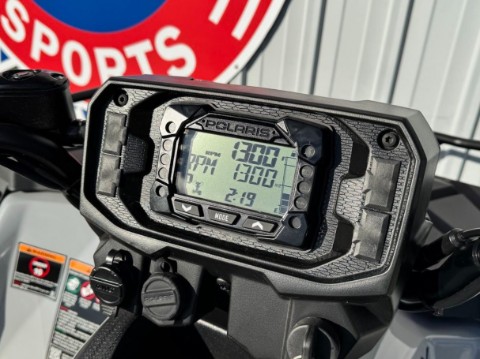 SPORTS
POLARIS
1300
RPM 1300
P
2:19
MODE